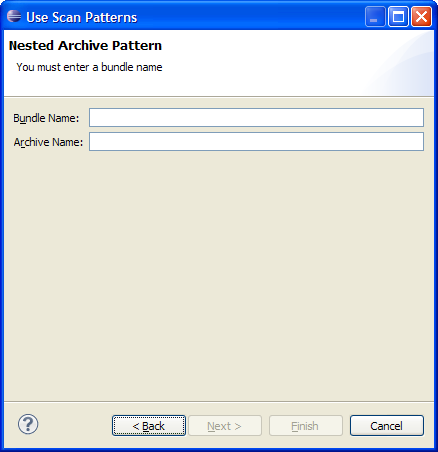 Use Scan Patterns
Nested Archive Pattern
You must enter a bundle name
Bundle Name:
Archive Name:
?
< Back
Next >
Finish
Cancel